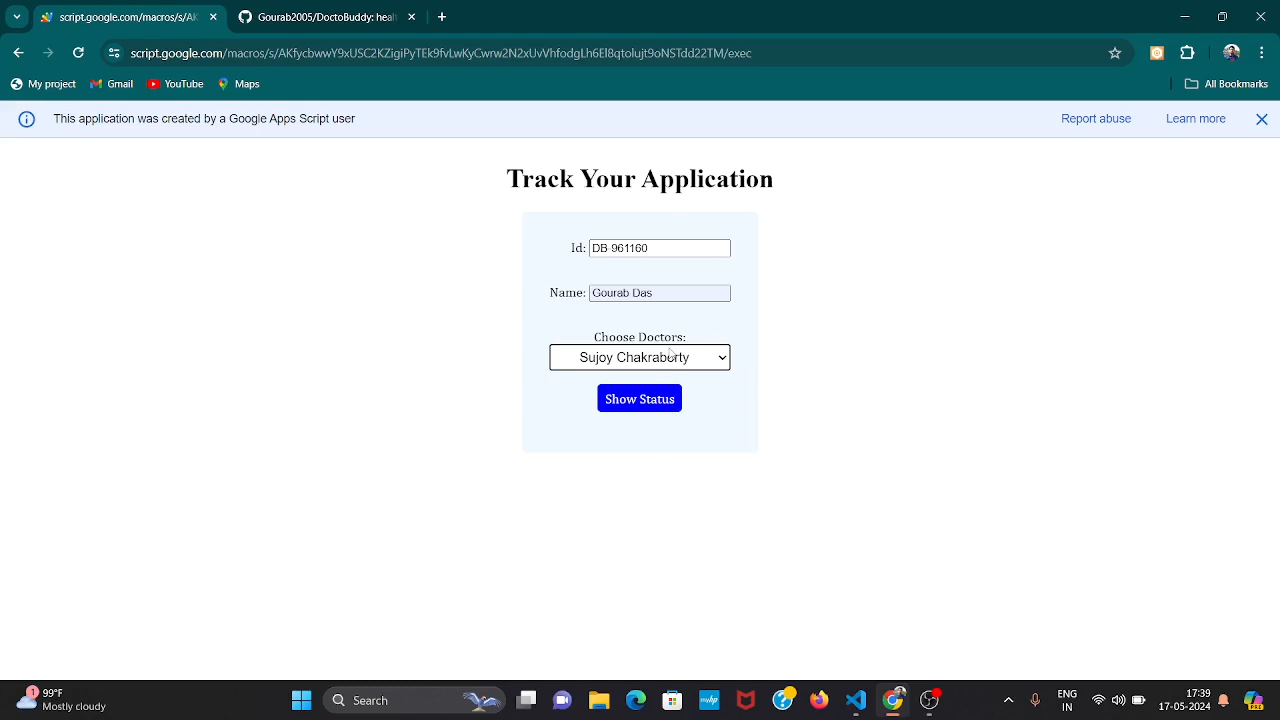 script.google.com/macros/s/AK
Gourab2005/DoctoBuddy: heal
script.google.com/macros/s/AKfycbwwY9xUSC2KZigiPyTEk9fvLwKyCwrw2N2xUvVhfodgLh6EI8qtolujt9oNSTdd22TM/exec
My project
Gmail
YouTube
Maps
All Bookmarks
This application was created by a Google Apps Script user
Report abuse
Learn more
Track Your Application
Id: DB-961160
Name: Gourab Das
Choose Doctors:
Sujoy Chakraborty
Show Status
1
99°F
Mostly cloudy
Search
myhp
ENG
IN
17:39
17-05-2024